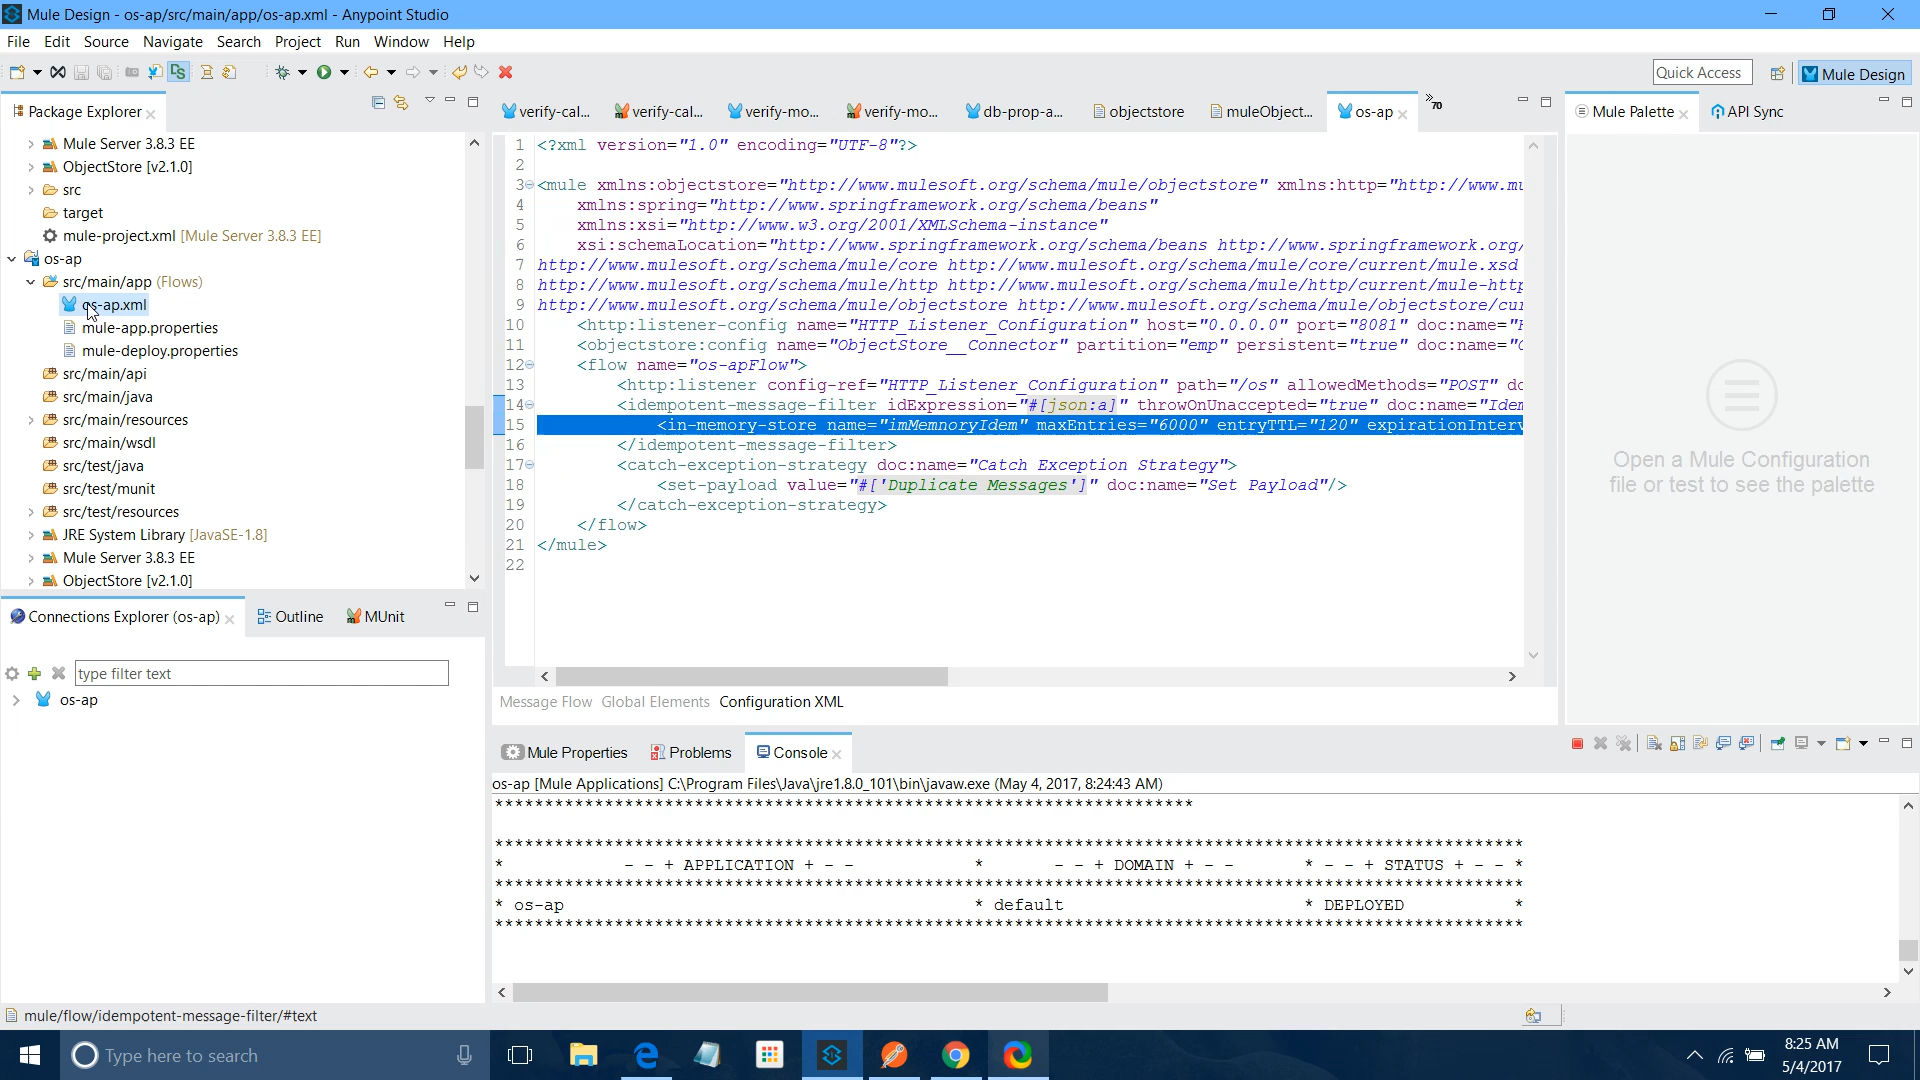 Mule Design - os-ap/src/main/app/os-ap.xml - Anypoint Studio
File Edit Source Navigate Search Project Run Window Help
Quick Access
Mule Design
Package Explorer
Mule Server 3.8.3 EE
ObjectStore [v2.1.0]
src
target
mule-project.xml [Mule Server 3.8.3 EE]
os-ap
src/main/app (Flows)
os-ap.xml
mule-app.properties
mule-deploy.properties
src/main/api
src/main/java
src/main/resources
src/main/wsdl
src/test/java
src/test/munit
src/test/resources
JRE System Library [JavaSE-1.8]
Mule Server 3.8.3 EE
ObjectStore [v2.1.0]
verify-cal... verify-cal... verify-mo... verify-mo... db-prop-a... objectstore muleObject... os-ap »70
1 <?xml version="1.0" encoding="UTF-8"?>
2
3 <mule xmlns:objectstore="http://www.mulesoft.org/schema/mule/objectstore" xmlns:http="http://www.mu
4 xmlns:spring="http://www.springframework.org/schema/beans"
5 xmlns:xsi="http://www.w3.org/2001/XMLSchema-instance"
6 xsi:schemaLocation="http://www.springframework.org/schema/beans http://www.springframework.org/
7 http://www.mulesoft.org/schema/mule/core http://www.mulesoft.org/schema/mule/core/current/mule.xsd
8 http://www.mulesoft.org/schema/mule/http http://www.mulesoft.org/schema/mule/http/current/mule-http
9 http://www.mulesoft.org/schema/mule/objectstore http://www.mulesoft.org/schema/mule/objectstore/cur
10 <http:listener-config name="HTTP_Listener_Configuration" host="0.0.0.0" port="8081" doc:name="H
11 <objectstore:config name="ObjectStore__Connector" partition="emp" persistent="true" doc:name="O
12 <flow name="os-apFlow">
13 <http:listener config-ref="HTTP_Listener_Configuration" path="/os" allowedMethods="POST" do
14 <idempotent-message-filter idExpression="#[json:a]" throwOnUnaccepted="true" doc:name="Idem
15 <in-memory-store name="imMemnoryIdem" maxEntries="6000" entryTTL="120" expirationInterv
16 </idempotent-message-filter>
17 <catch-exception-strategy doc:name="Catch Exception Strategy">
18 <set-payload value="#['Duplicate Messages']" doc:name="Set Payload"/>
19 </catch-exception-strategy>
20 </flow>
21 </mule>
22
Message Flow Global Elements Configuration XML
Mule Palette API Sync
Open a Mule Configuration
file or test to see the palette
Connections Explorer (os-ap) Outline MUnit
type filter text
os-ap
Mule Properties Problems Console
os-ap [Mule Applications] C:\Program Files\Java\jre1.8.0_101\bin\javaw.exe (May 4, 2017, 8:24:43 AM)
**********************************************************************
*******************************************************************************************************
* - - + APPLICATION + - - * - - + DOMAIN + - - * - - + STATUS + - - *
*******************************************************************************************************
* os-ap * default * DEPLOYED *
*******************************************************************************************************
mule/flow/idempotent-message-filter/#text
Type here to search
8:25 AM
5/4/2017